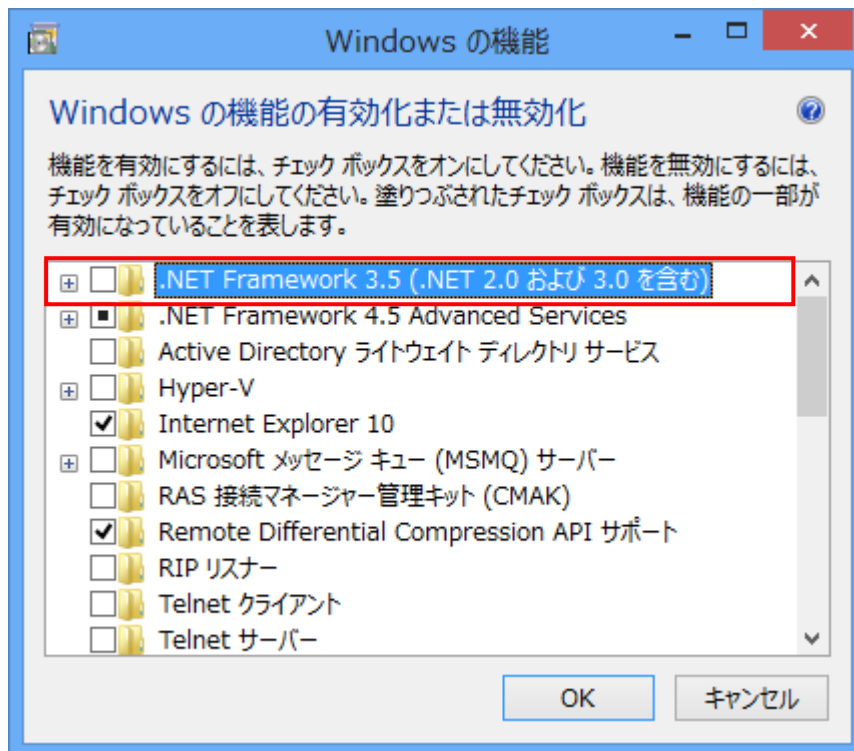 Windows の機能
Windows の機能の有効化または無効化
機能を有効にするには、チェック ボックスをオンにしてください。機能を無効にするには、
チェック ボックスをオフにしてください。塗りつぶされたチェック ボックスは、機能の一部が
有効になっていることを表します。
.NET Framework 3.5 (.NET 2.0 および 3.0 を含む)
.NET Framework 4.5 Advanced Services
Active Directory ライトウェイト ディレクトリ サービス
Hyper-V
Internet Explorer 10
Microsoft メッセージ キュー (MSMQ) サーバー
RAS 接続マネージャー管理キット (CMAK)
Remote Differential Compression API サポート
RIP リスナー
Telnet クライアント
Telnet サーバー
OK
キャンセル